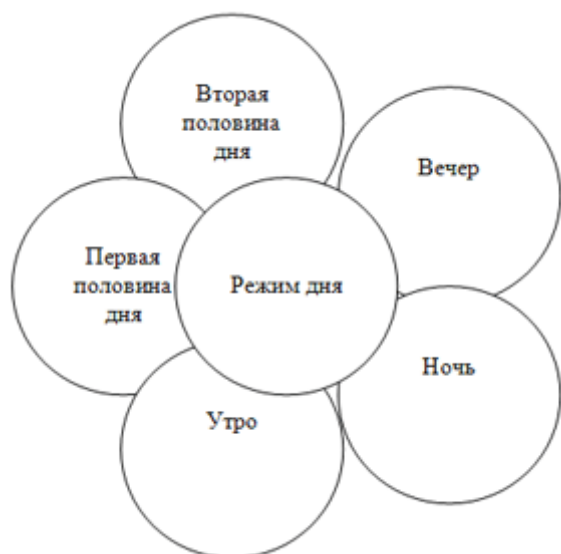 Вторая
половина
дня
Вечер
Первая
половина
дня
Режим дня
Ночь
Утро